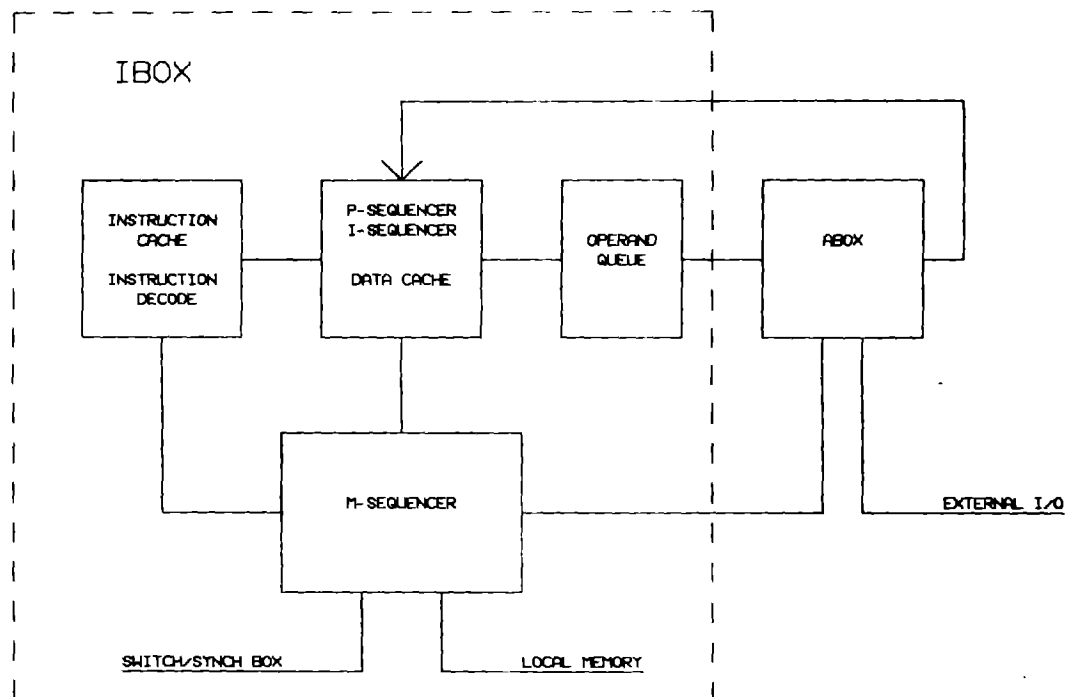 IBOX
INSTRUCTION
CACHE
INSTRUCTION
DECODE
P-SEQUENCER
I-SEQUENCER
DATA CACHE
OPERAND
QUEUE
ABOX
M-SEQUENCER
EXTERNAL I/O
SWITCH/SYNCH BOX
LOCAL MEMORY